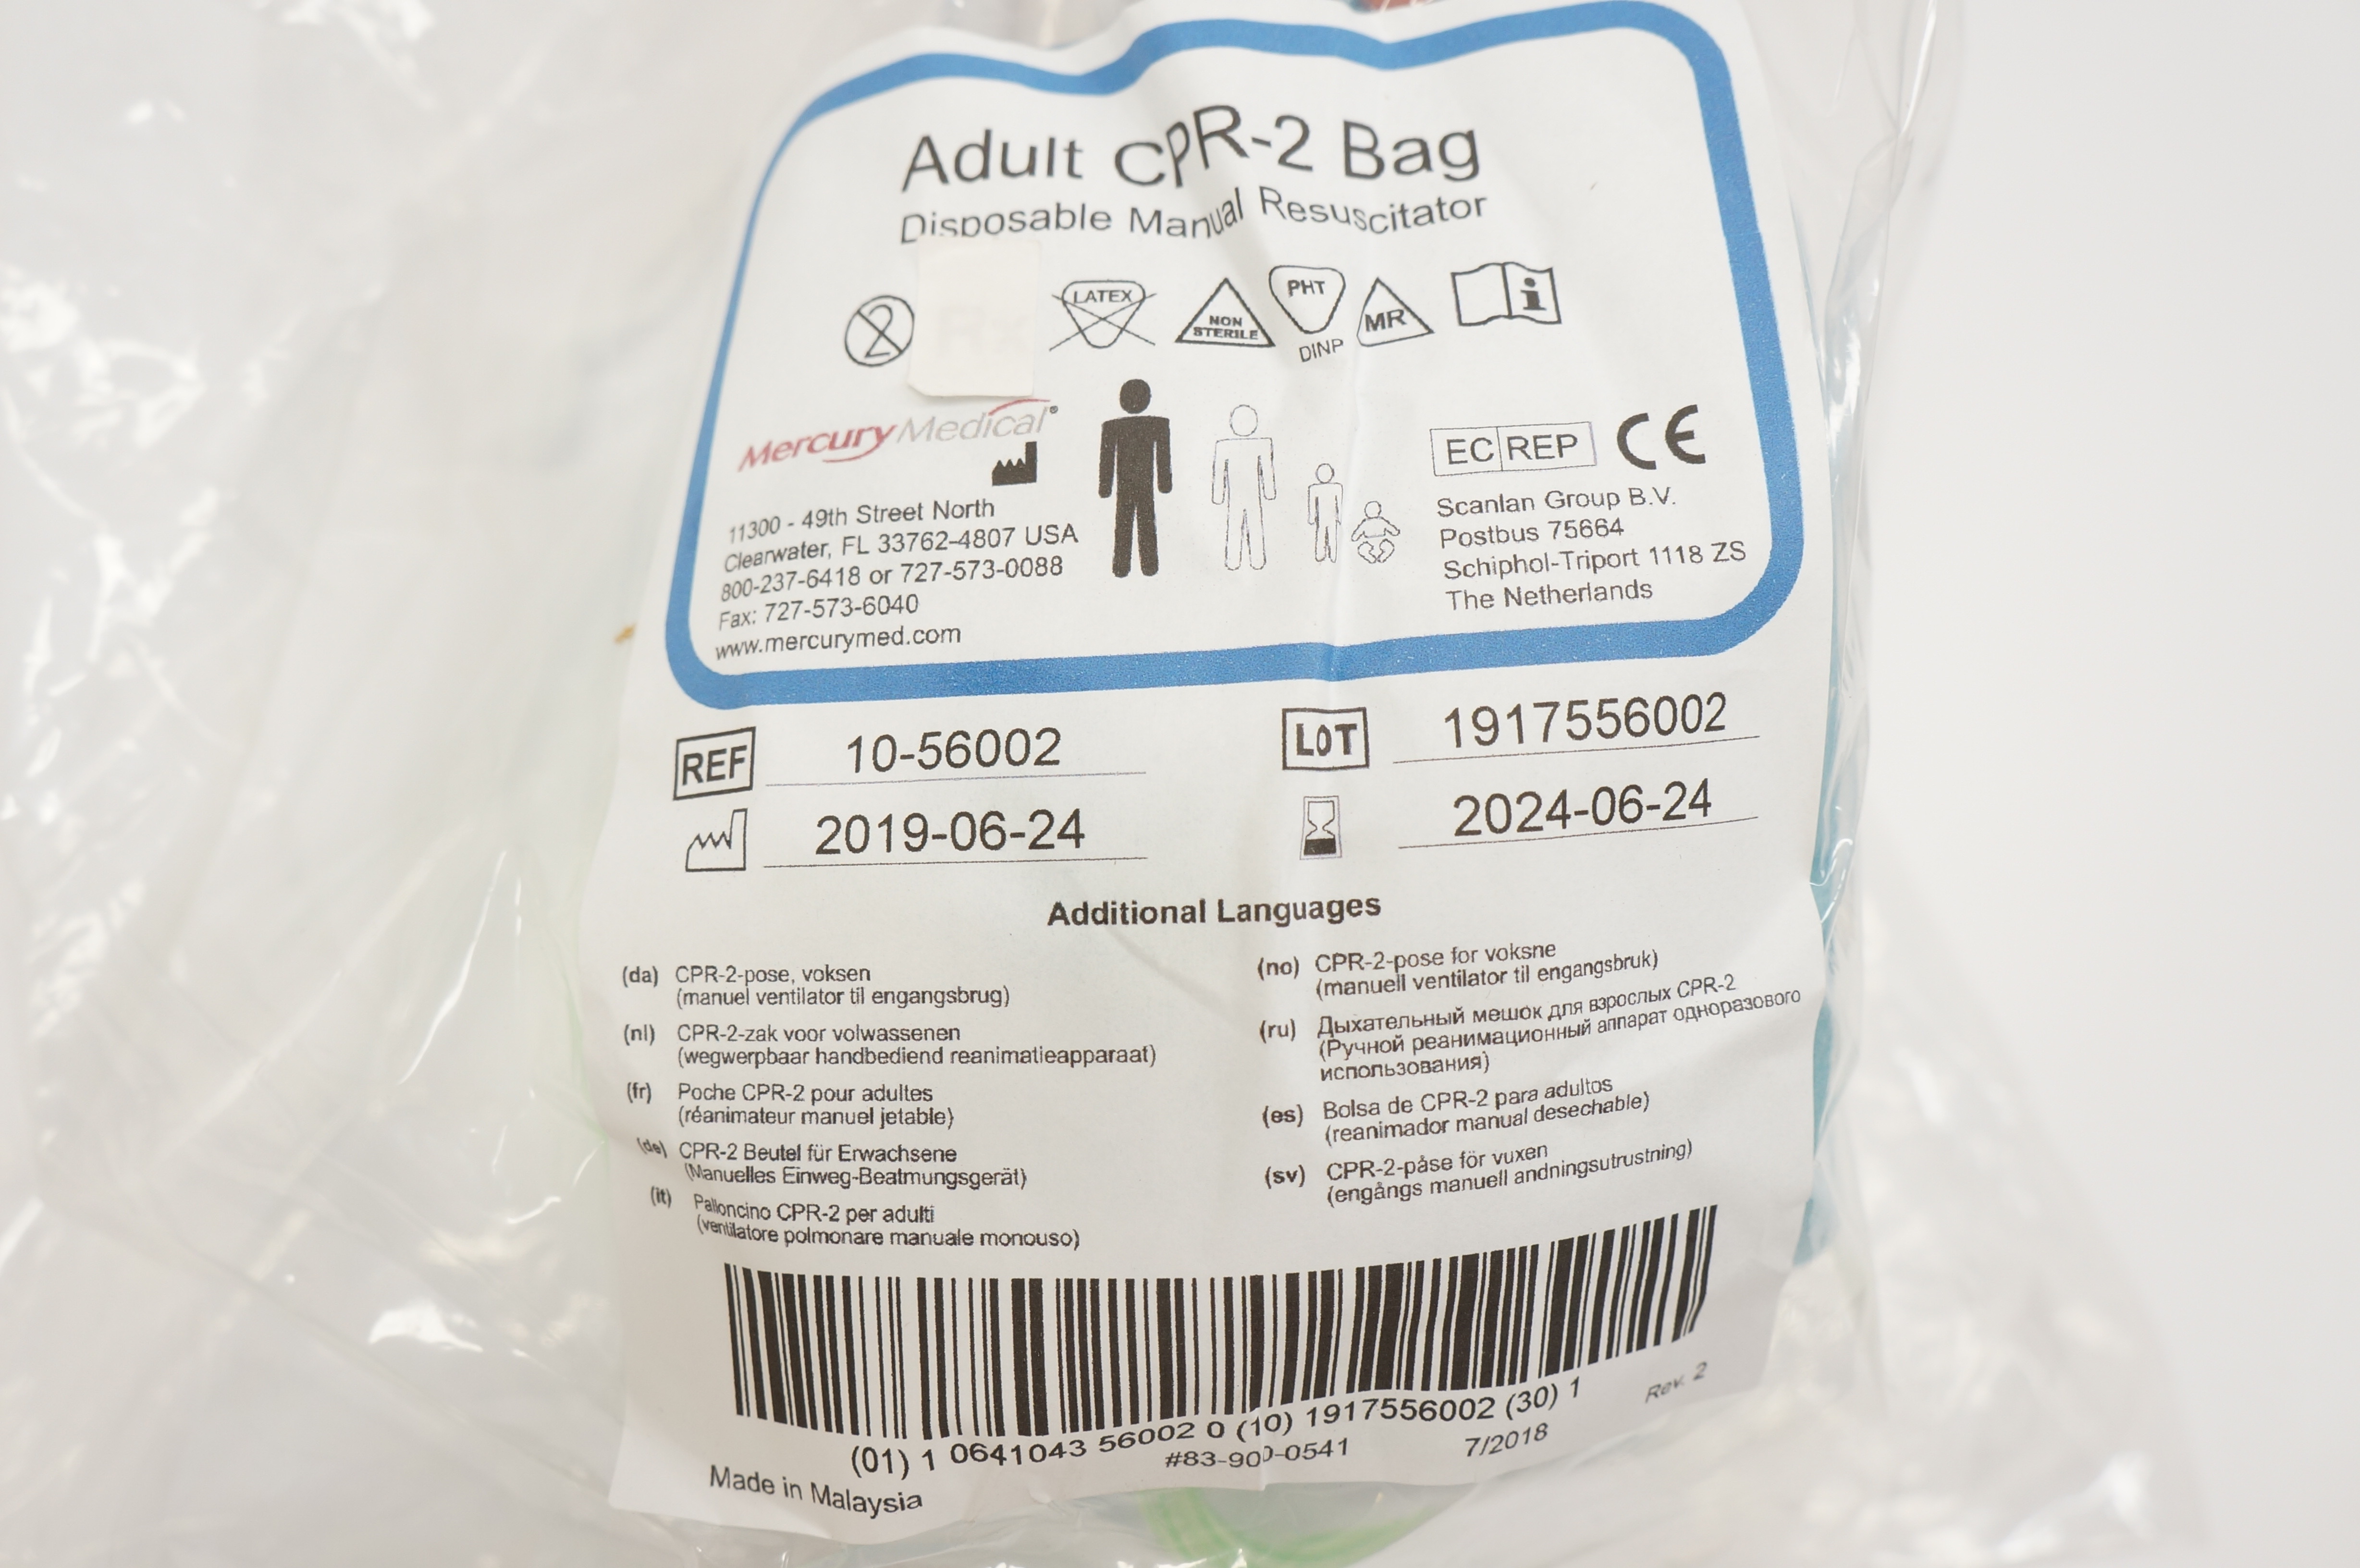 Adult CPR-2 Bag
Disposable Manual Resuscitator
2
LATEX
NON STERILE
PHT
DINP
MR
i
Mercury Medical®
11300 - 49th Street North
Clearwater, FL 33762-4807 USA
800-237-6418 or 727-573-0088
Fax: 727-573-6040
www.mercurymed.com
EC REP CE
Scanlan Group B.V.
Postbus 75664
Schiphol-Triport 1118 ZS
The Netherlands
REF 10-56002
LOT 1917556002
2019-06-24
2024-06-24
Additional Languages
(da) CPR-2-pose, voksen
(manuel ventilator til engangsbrug)
(nl) CPR-2-zak voor volwassenen
(wegwerpbaar handbediend reanimatieapparaat)
(fr) Poche CPR-2 pour adultes
(réanimateur manuel jetable)
(de) CPR-2 Beutel für Erwachsene
(Manuelles Einweg-Beatmungsgerät)
(it) Palloncino CPR-2 per adulti
(ventilatore polmonare manuale monouso)
(no) CPR-2-pose for voksne
(manuell ventilator til engangsbruk)
(ru) Дыхательный мешок для взрослых CPR-2
(Ручной реанимационный аппарат одноразового
использования)
(es) Bolsa de CPR-2 para adultos
(reanimador manual desechable)
(sv) CPR-2-påse för vuxen
(engångs manuell andningsutrustning)
(01) 1 0641043 56002 0 (10) 1917556002 (30) 1
#83-900-0541
7/2018
Rev. 2
Made in Malaysia